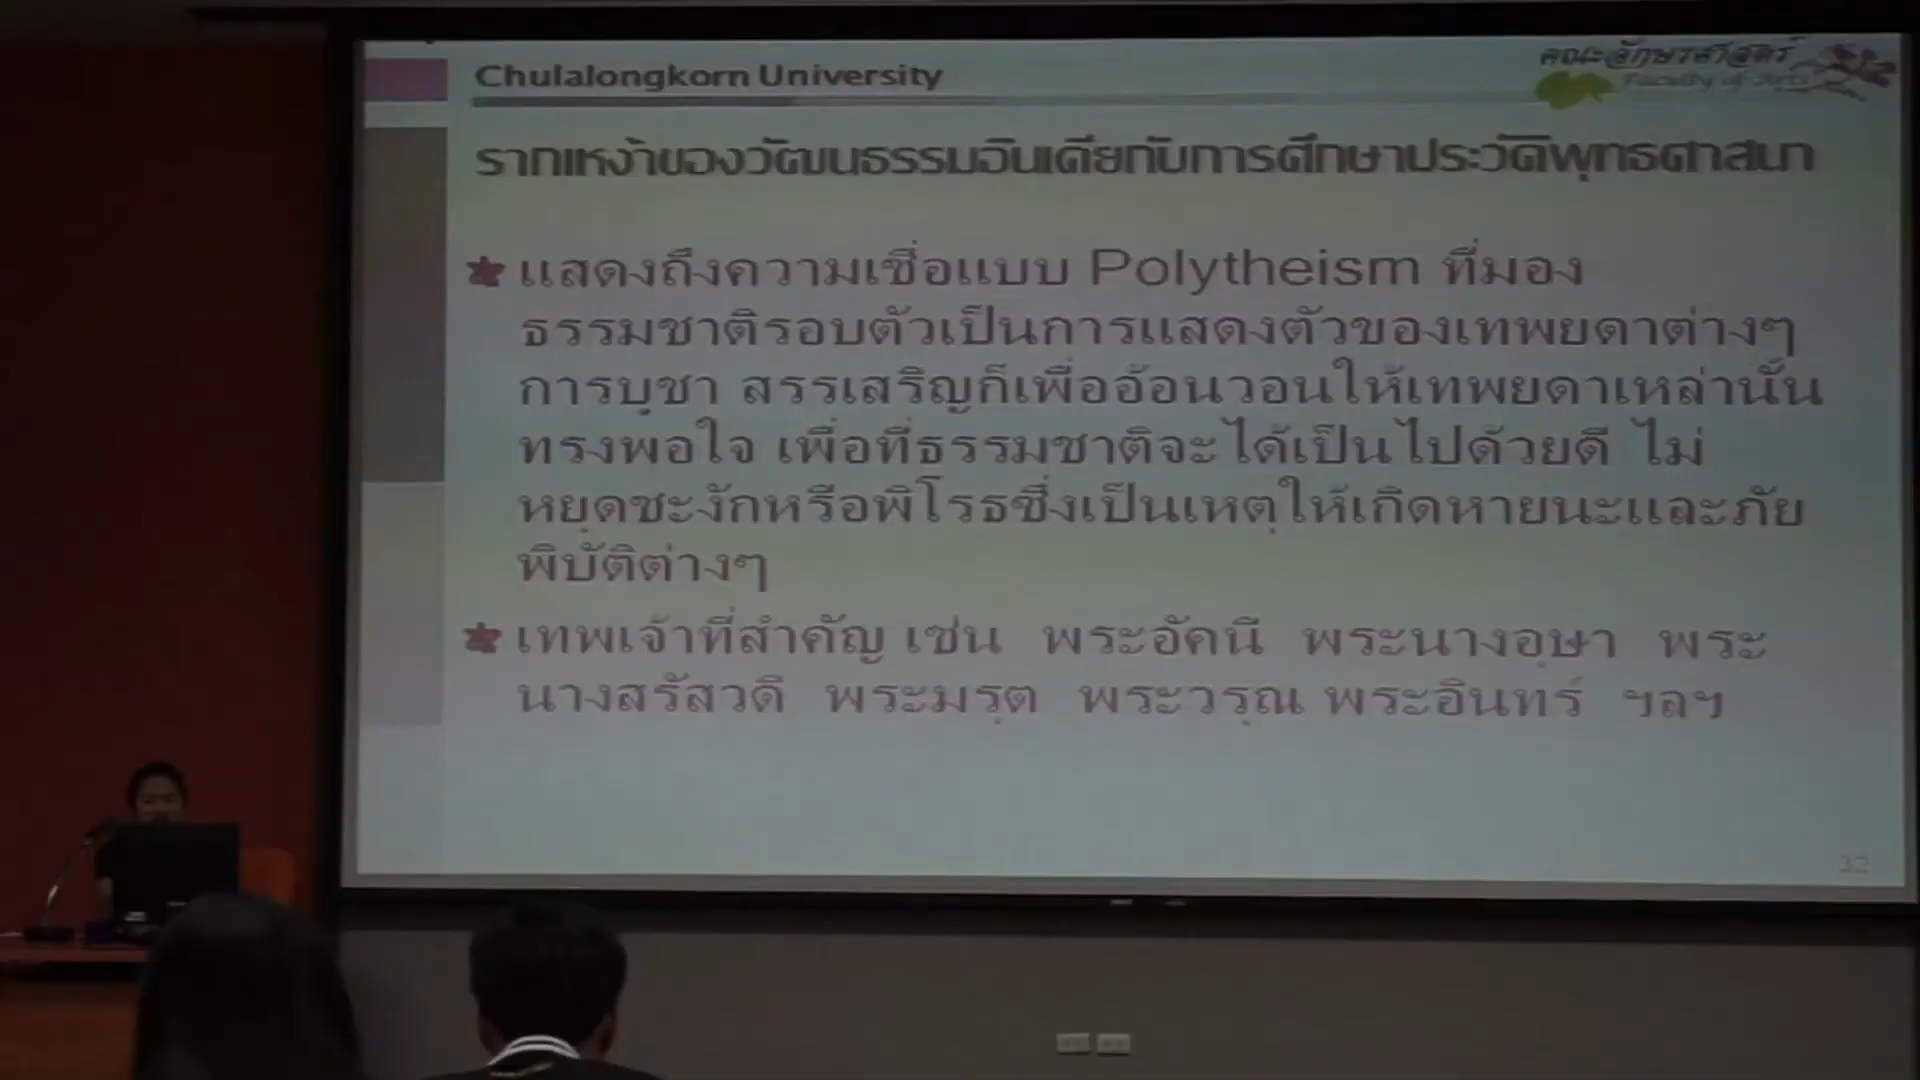 Chulalongkorn University
คณะอักษรศาสตร์
Faculty of Arts
รากเหง้าของวัฒนธรรมอินเดียกับการศึกษาประวัติพุทธศาสนา
แสดงถึงความเชื่อแบบ Polytheism ที่มอง
ธรรมชาติรอบตัวเป็นการแสดงตัวของเทพยดาต่างๆ
การบูชา สรรเสริญก็เพื่ออ้อนวอนให้เทพยดาเหล่านั้น
ทรงพอใจ เพื่อที่ธรรมชาติจะได้เป็นไปด้วยดี ไม่
หยุดชะงักหรือพิโรธซึ่งเป็นเหตุให้เกิดหายนะและภัย
พิบัติต่างๆ
เทพเจ้าที่สำคัญ เช่น พระอัคนี พระนางอุษา พระ
นางสรัสวดี พระมรุต พระวรุณ พระอินทร์ ฯลฯ
32